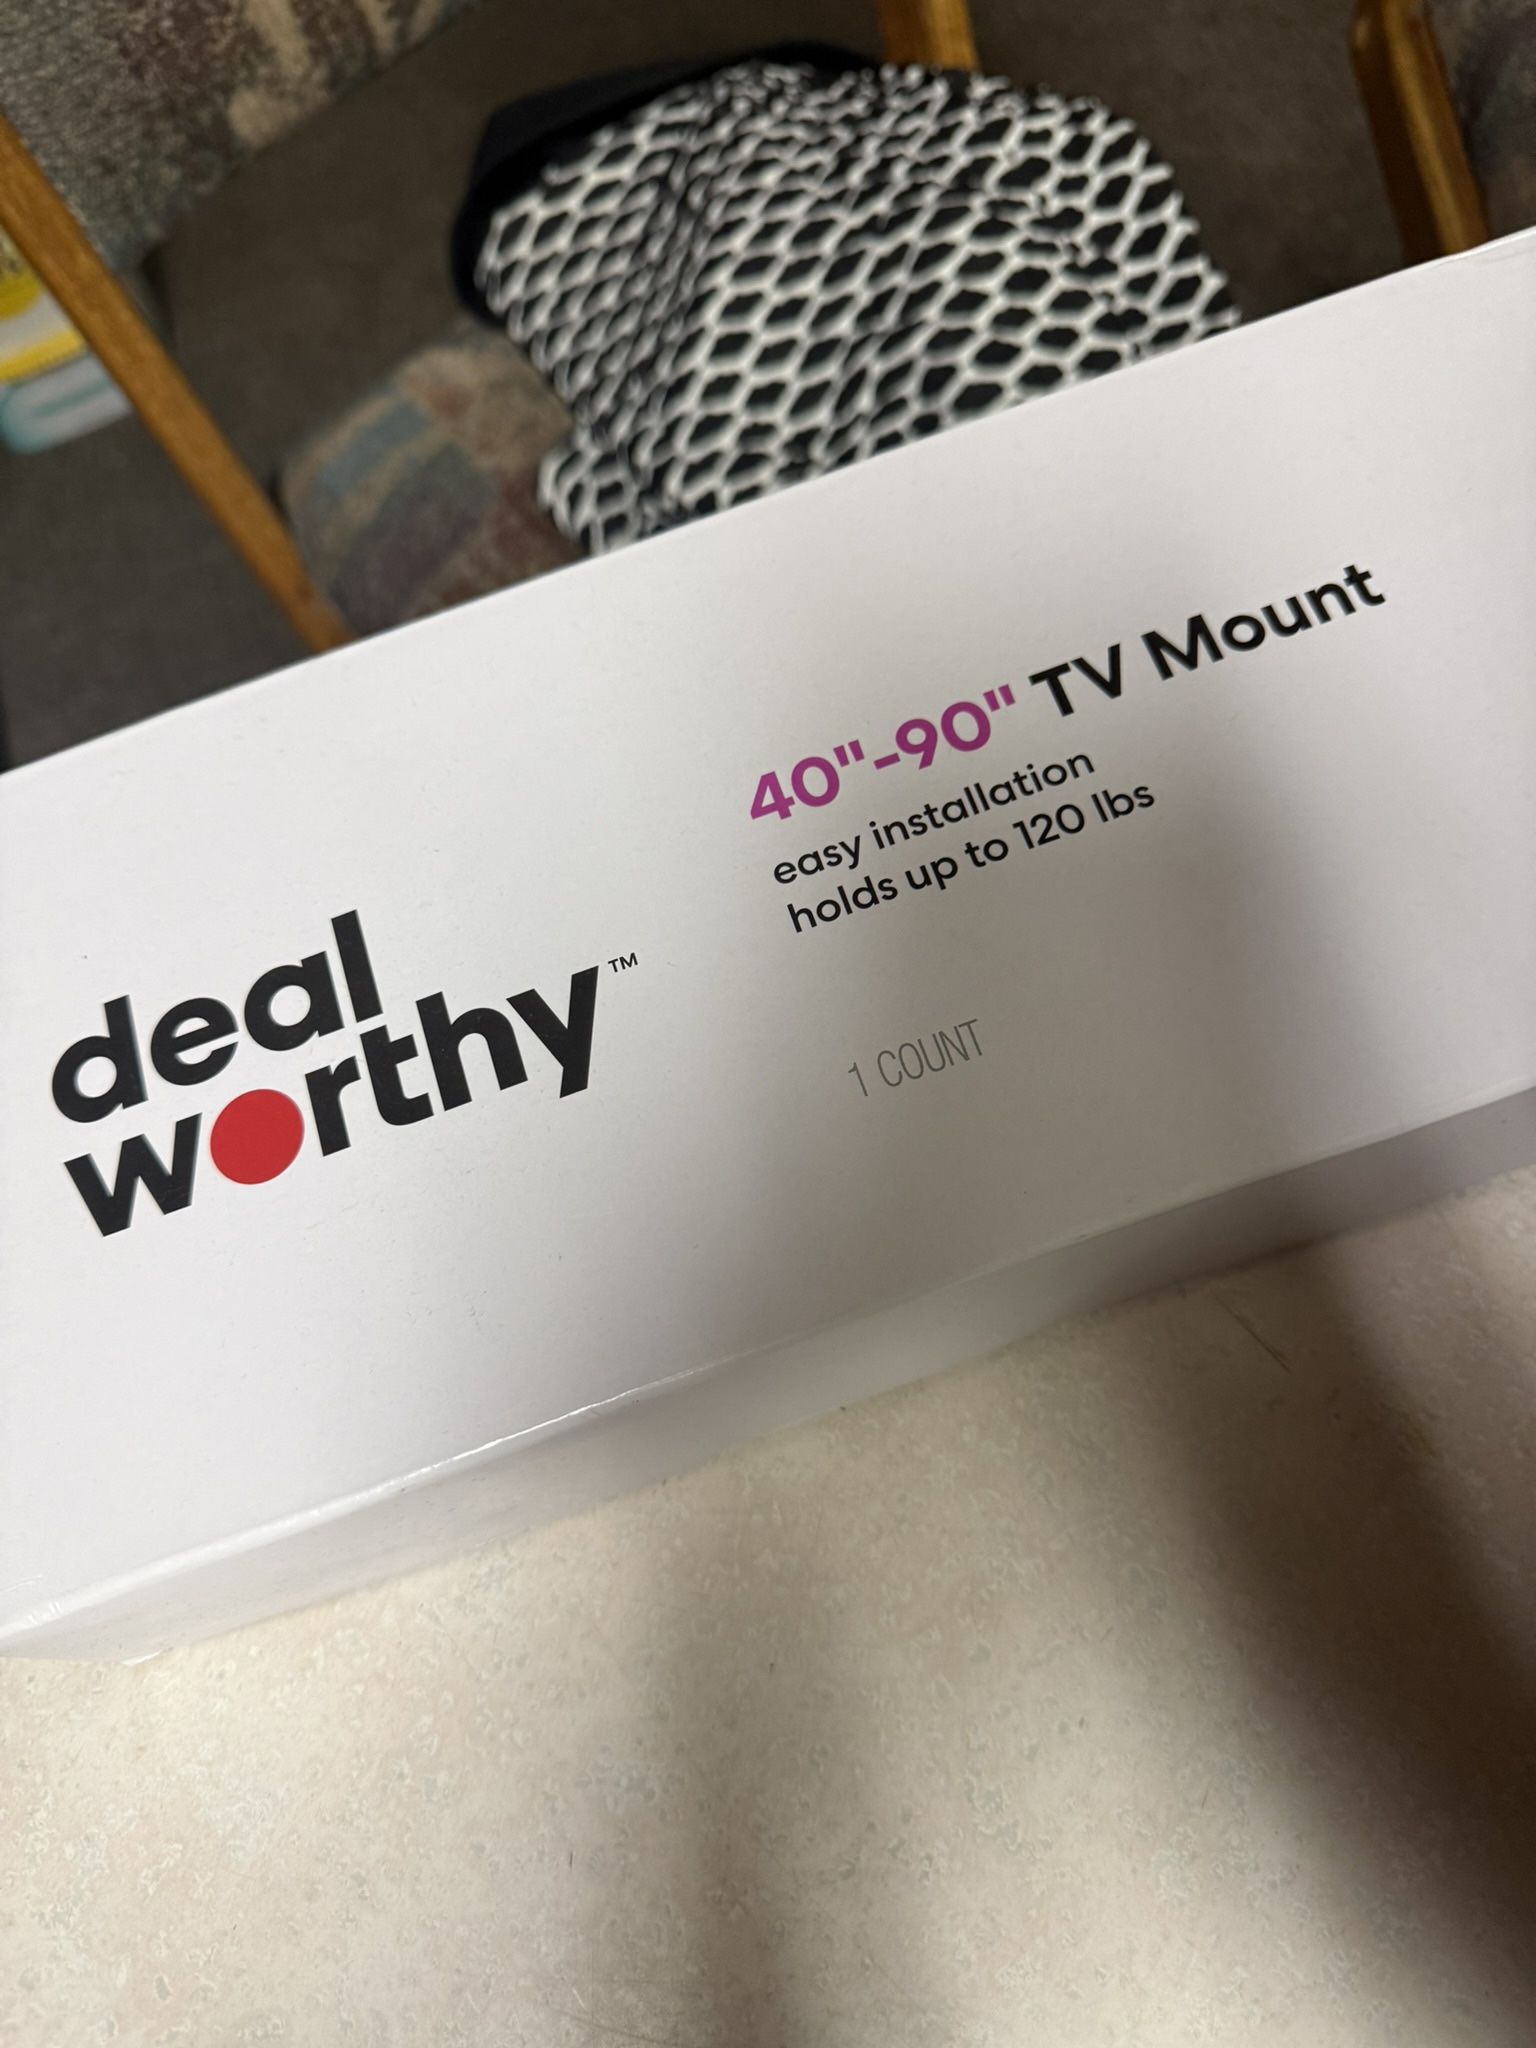 deal
worthy™
40"-90" TV Mount
easy installation
holds up to 120 lbs
1 COUNT